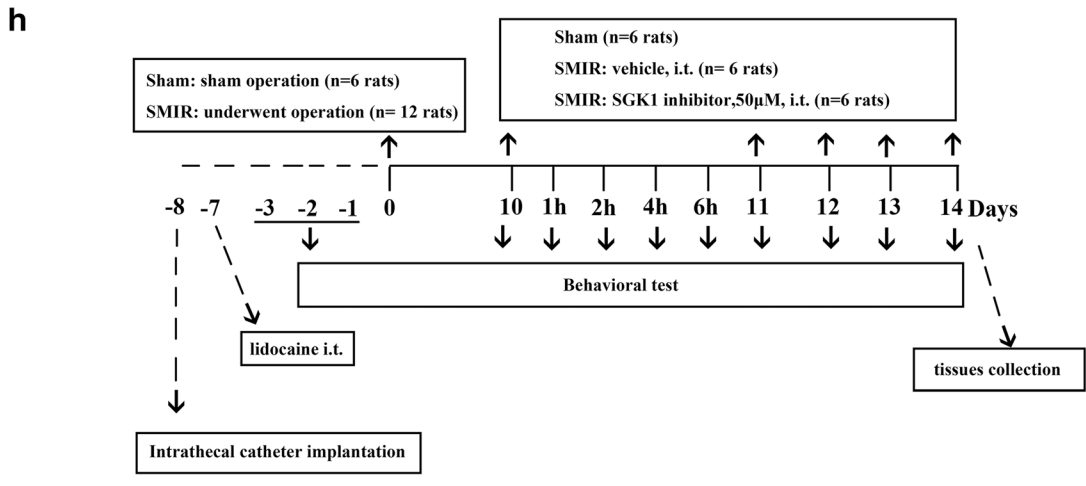 h
Sham (n=6 rats)
SMIR: vehicle, i.t. (n= 6 rats)
SMIR: SGK1 inhibitor,50μM, i.t. (n=6 rats)
Sham: sham operation (n=6 rats)
SMIR: underwent operation (n= 12 rats)
-8 -7 -3 -2 -1 0 10 1h 2h 4h 6h 11 12 13 14 Days
Behavioral test
lidocaine i.t.
tissues collection
Intrathecal catheter implantation